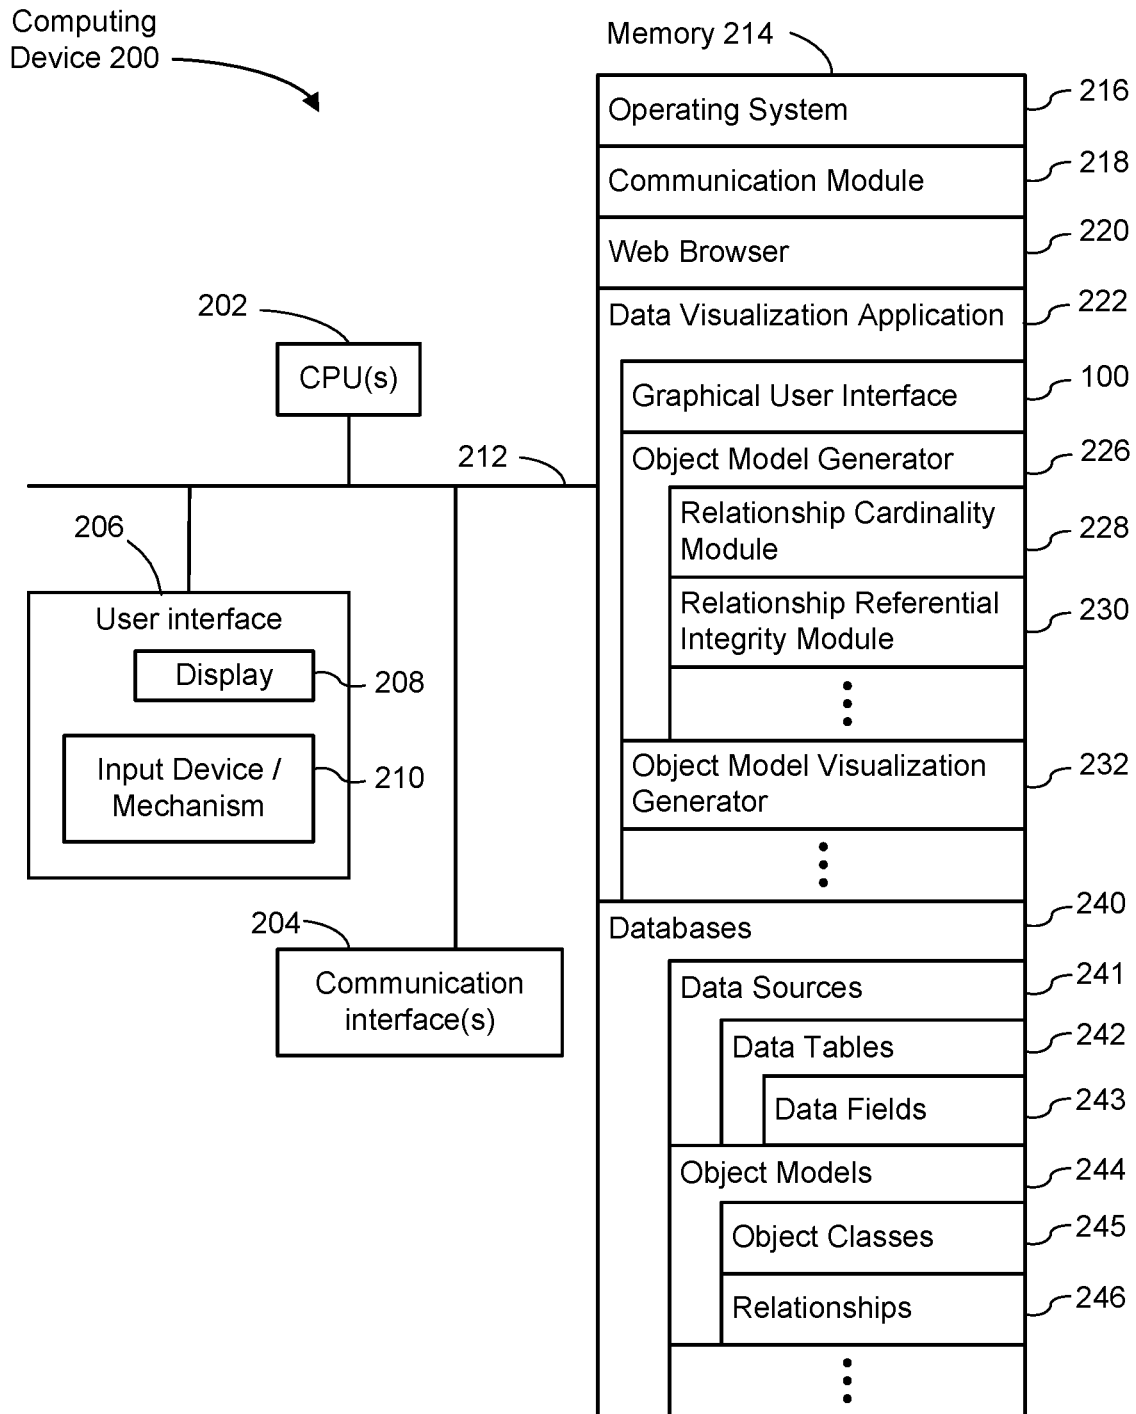 Computing
Device 200
Memory 214
Operating System
216
Communication Module
218
Web Browser
220
Data Visualization Application
222
Graphical User Interface
100
Object Model Generator
226
Relationship Cardinality
Module
228
Relationship Referential
Integrity Module
230
Object Model Visualization
Generator
232
Databases
240
Data Sources
241
Data Tables
242
Data Fields
243
Object Models
244
Object Classes
245
Relationships
246
202
CPU(s)
212
206
User interface
Display
208
Input Device /
Mechanism
210
204
Communication
interface(s)